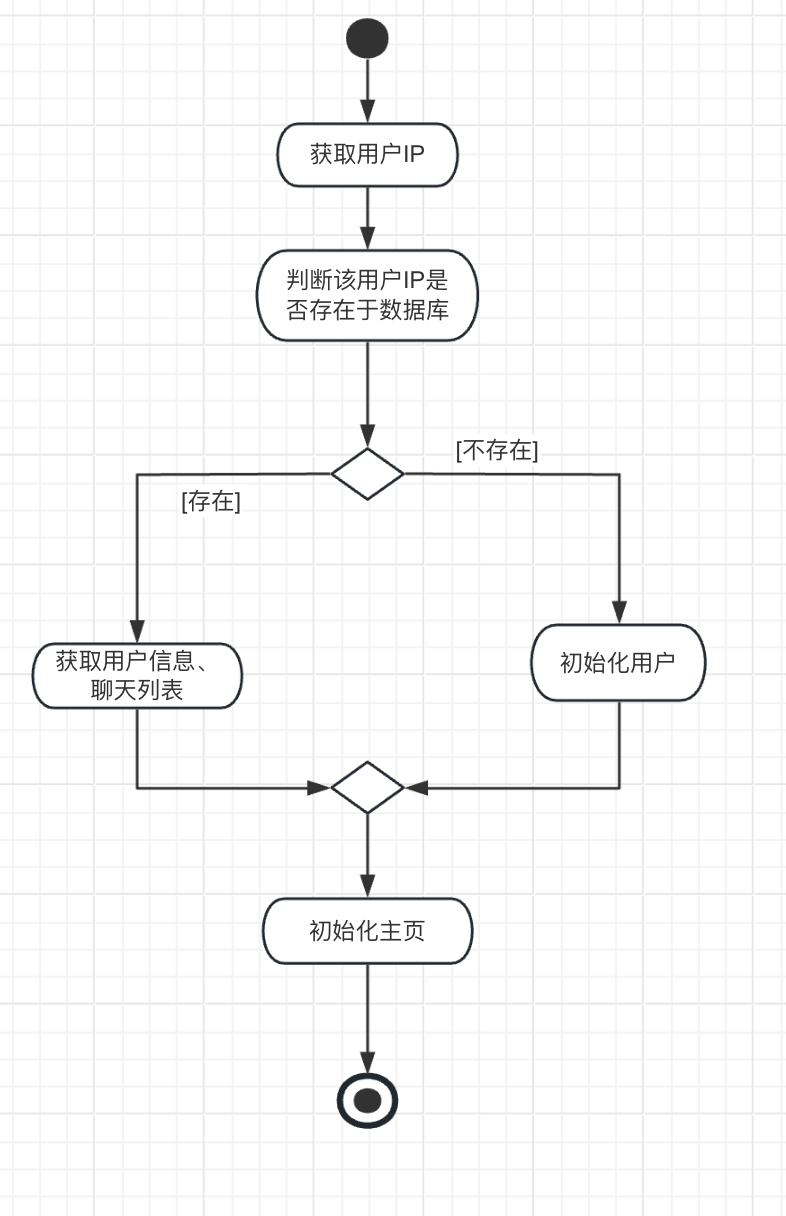 获取用户IP
判断该用户IP是
否存在于数据库
[不存在]
[存在]
获取用户信息、
聊天列表
初始化用户
初始化主页